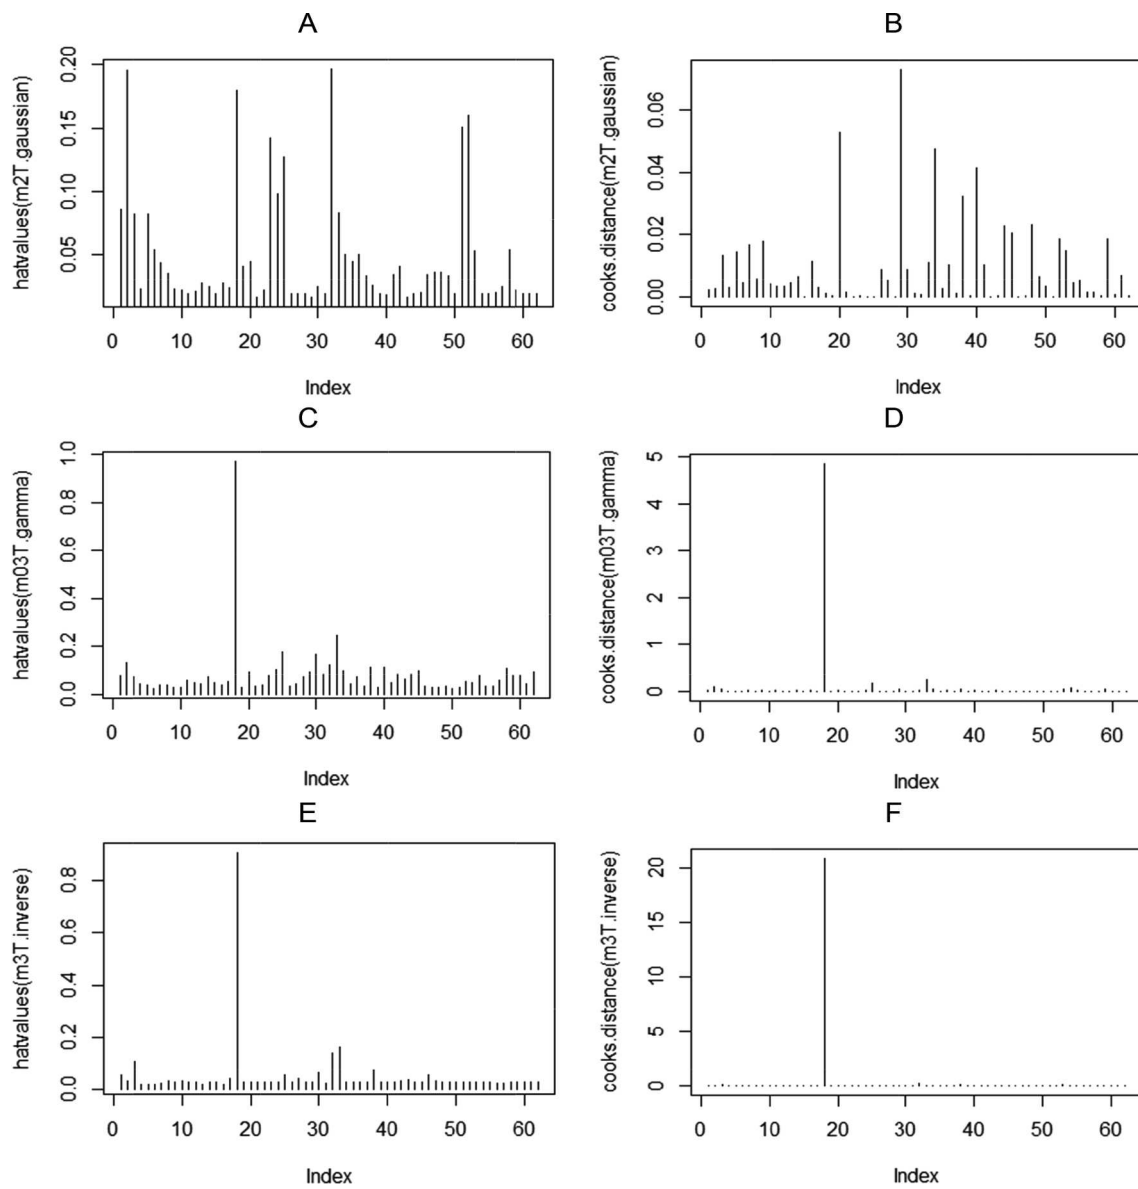 A
hatvalues(m2T.gaussian)
0.20
0.15
0.10
0.05
0 10 20 30 40 50 60
Index
B
cooks.distance(m2T.gaussian)
0.06
0.04
0.02
0.00
0 10 20 30 40 50 60
Index
C
hatvalues(m03T.gamma)
1.0
0.8
0.6
0.4
0.2
0.0
0 10 20 30 40 50 60
Index
D
cooks.distance(m03T.gamma)
5
4
3
2
1
0
0 10 20 30 40 50 60
Index
E
hatvalues(m3T.inverse)
0.8
0.6
0.4
0.2
0.0
0 10 20 30 40 50 60
Index
F
cooks.distance(m3T.inverse)
20
15
10
5
0
0 10 20 30 40 50 60
Index